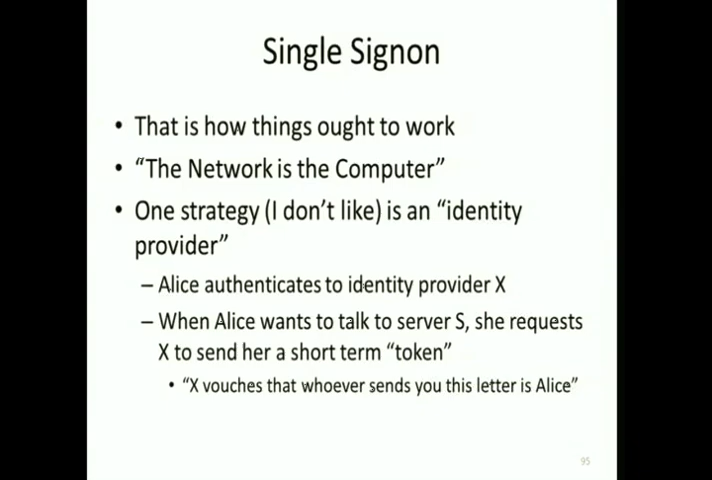 Single Signon
• That is how things ought to work
• “The Network is the Computer”
• One strategy (I don’t like) is an “identity
provider”
– Alice authenticates to identity provider X
– When Alice wants to talk to server S, she requests
X to send her a short term “token”
• “X vouches that whoever sends you this letter is Alice”
95